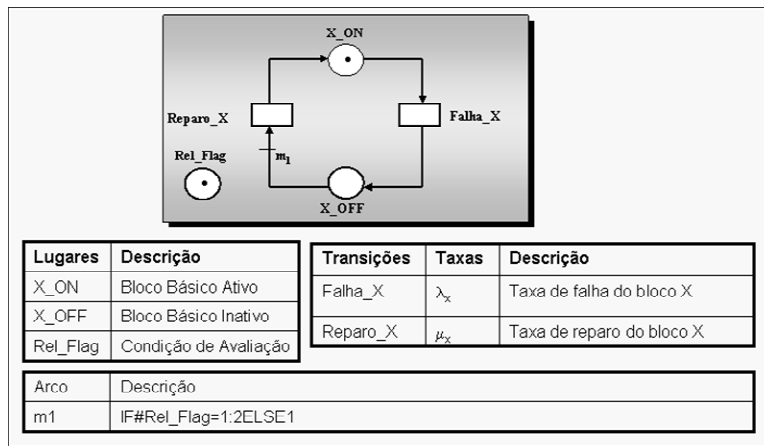 X_ON
Reparo_X
Falha_X
Rel_Flag
m1
X_OFF
Lugares Descrição
X_ON Bloco Básico Ativo
X_OFF Bloco Básico Inativo
Rel_Flag Condição de Avaliação
Transições Taxas Descrição
Falha_X λx Taxa de falha do bloco X
Reparo_X μx Taxa de reparo do bloco X
Arco Descrição
m1 IF#Rel_Flag=1:2ELSE1